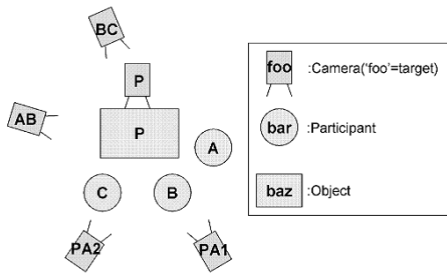 BC
P
AB
P
A
C
B
PA2
PA1
foo :Camera('foo'=target)
bar :Participant
baz :Object